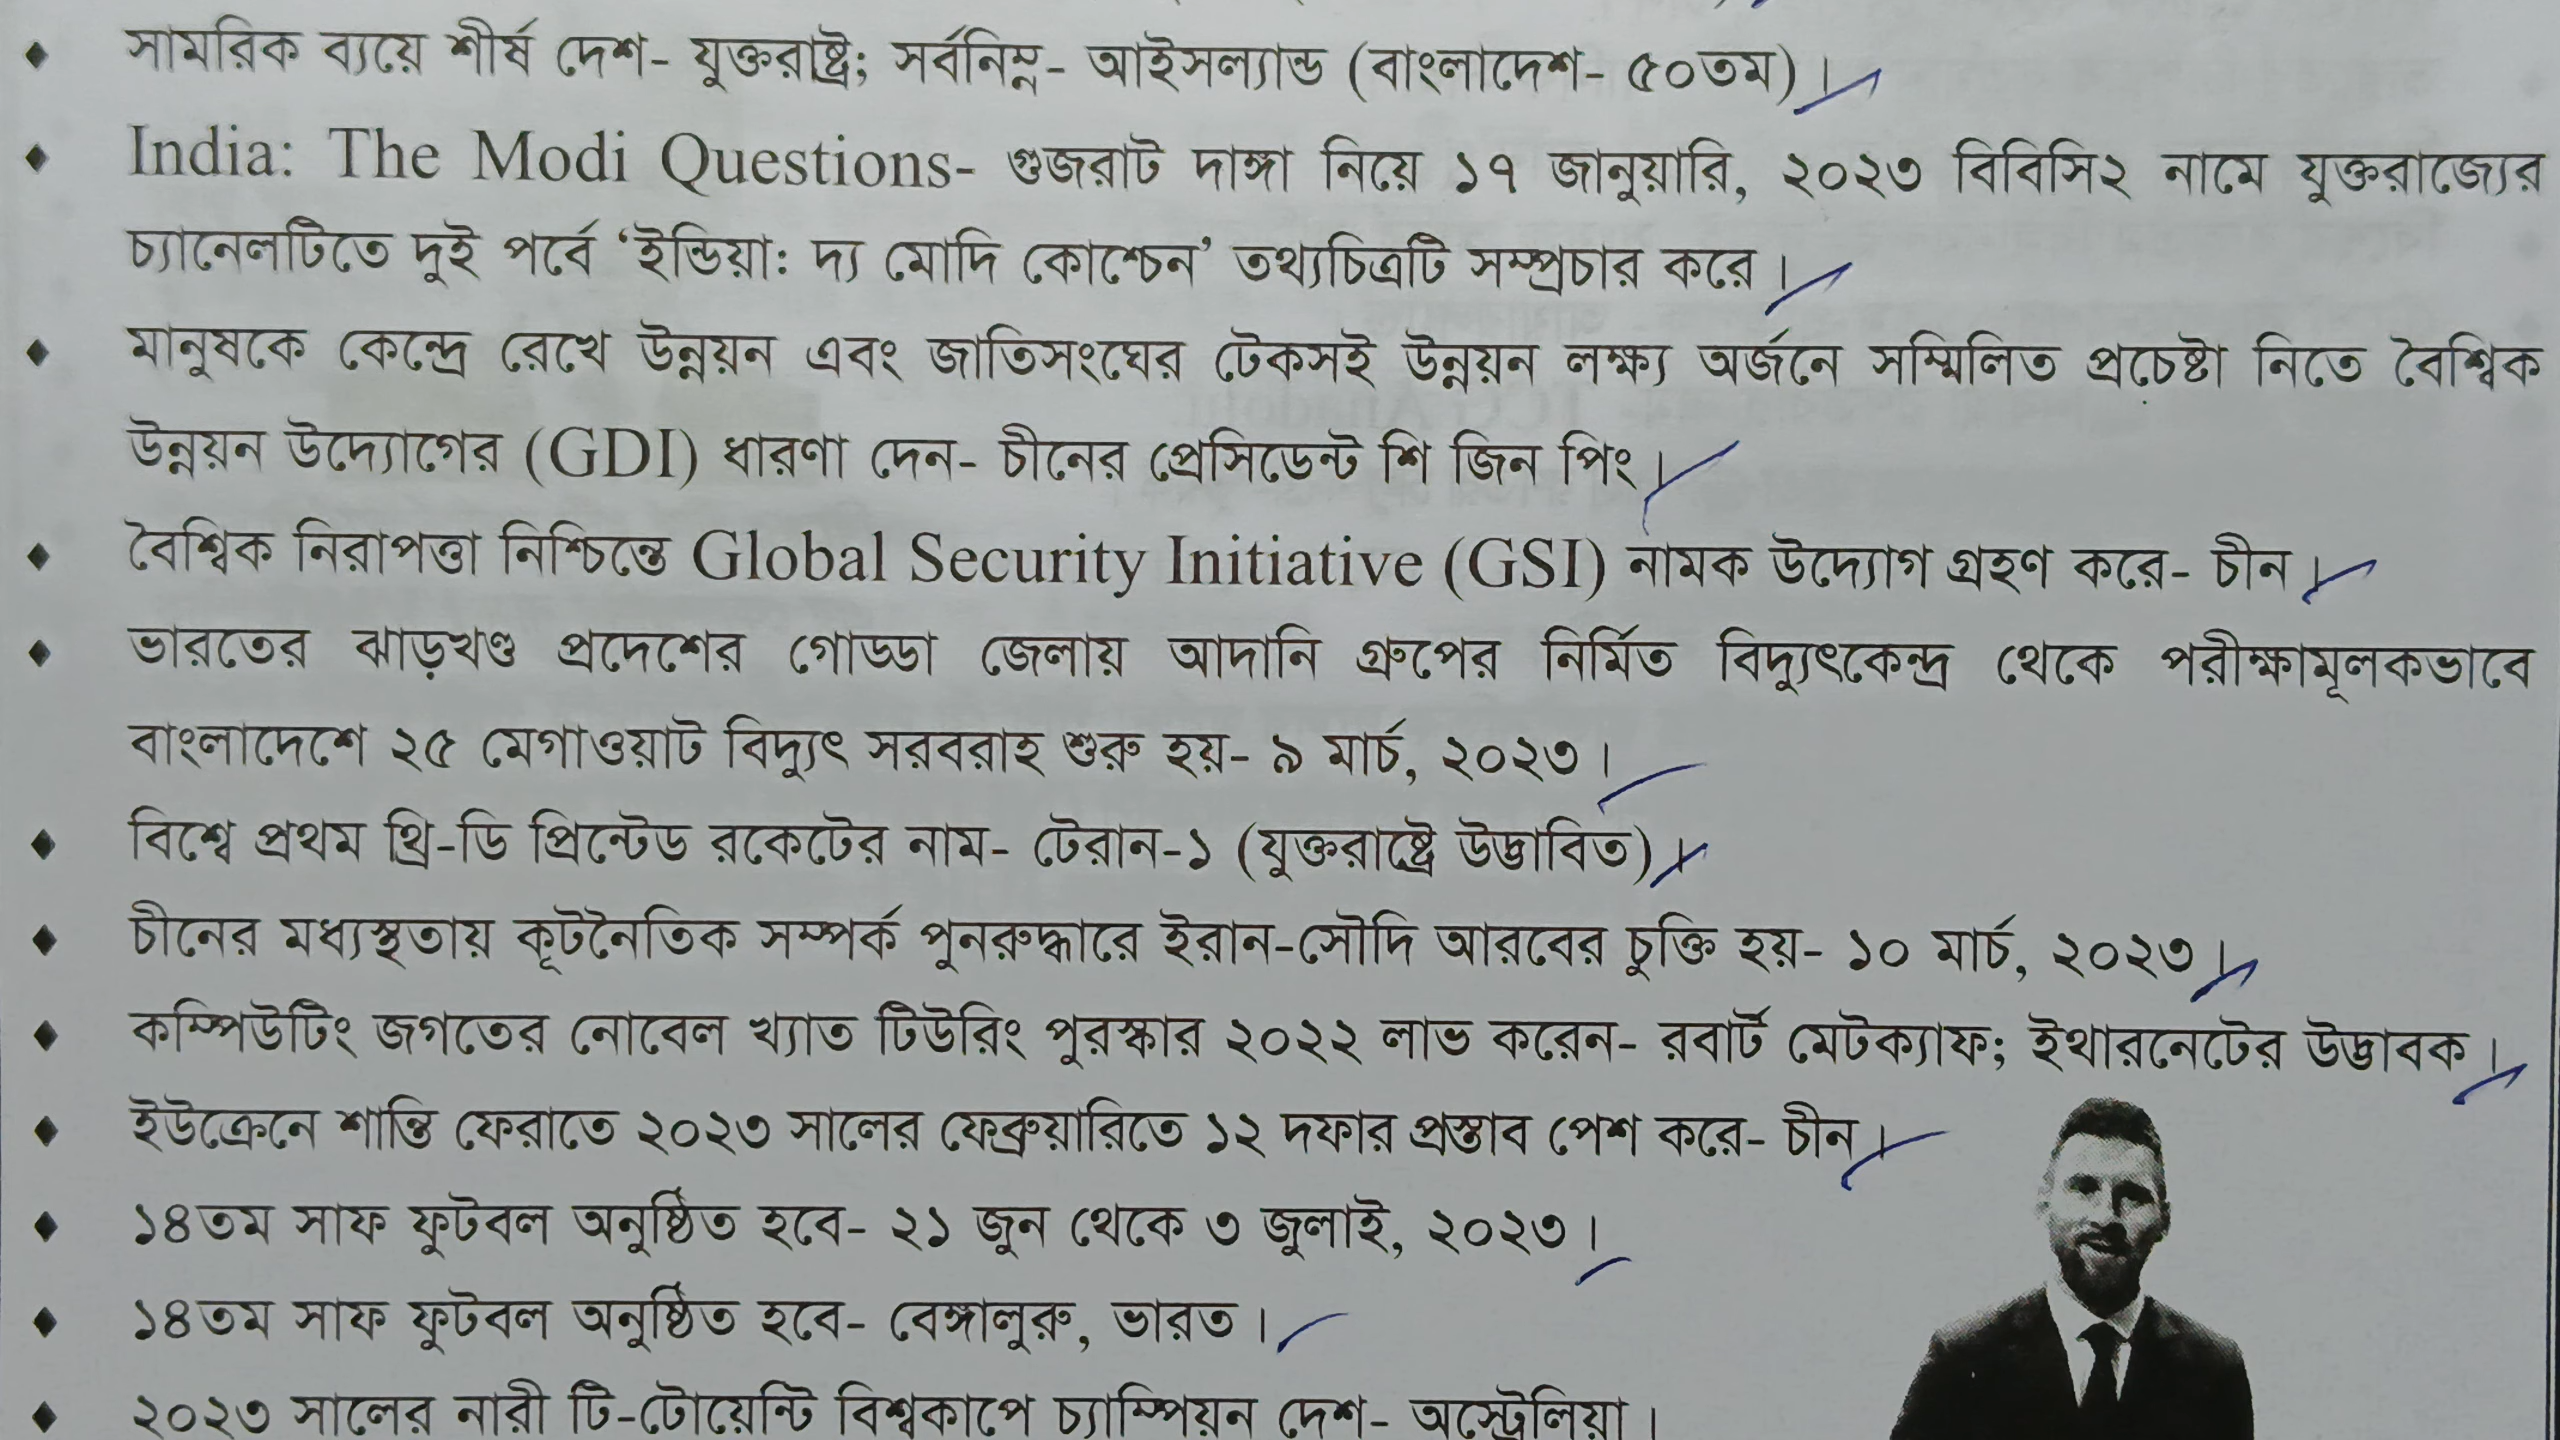 ♦ সামরিক ব্যয়ে শীর্ষ দেশ- যুক্তরাষ্ট্র; সর্বনিম্ন- আইসল্যান্ড (বাংলাদেশ- ৫০তম)।
♦ India: The Modi Questions- গুজরাট দাঙ্গা নিয়ে ১৭ জানুয়ারি, ২০২৩ বিবিসি২ নামে যুক্তরাজ্যের
চ্যানেলটিতে দুই পর্বে ‘ইন্ডিয়া: দ্য মোদি কোশ্চেন’ তথ্যচিত্রটি সম্প্রচার করে।
♦ মানুষকে কেন্দ্রে রেখে উন্নয়ন এবং জাতিসংঘের টেকসই উন্নয়ন লক্ষ্য অর্জনে সম্মিলিত প্রচেষ্টা নিতে বৈশ্বিক
উন্নয়ন উদ্যোগের (GDI) ধারণা দেন- চীনের প্রেসিডেন্ট শি জিন পিং।
♦ বৈশ্বিক নিরাপত্তা নিশ্চিন্তে Global Security Initiative (GSI) নামক উদ্যোগ গ্রহণ করে- চীন।
♦ ভারতের ঝাড়খণ্ড প্রদেশের গোড্ডা জেলায় আদানি গ্রুপের নির্মিত বিদ্যুৎকেন্দ্র থেকে পরীক্ষামূলকভাবে
বাংলাদেশে ২৫ মেগাওয়াট বিদ্যুৎ সরবরাহ শুরু হয়- ৯ মার্চ, ২০২৩।
♦ বিশ্বে প্রথম থ্রি-ডি প্রিন্টেড রকেটের নাম- টেরান-১ (যুক্তরাষ্ট্রে উদ্ভাবিত)।
♦ চীনের মধ্যস্থতায় কূটনৈতিক সম্পর্ক পুনরুদ্ধারে ইরান-সৌদি আরবের চুক্তি হয়- ১০ মার্চ, ২০২৩।
♦ কম্পিউটিং জগতের নোবেল খ্যাত টিউরিং পুরস্কার ২০২২ লাভ করেন- রবার্ট মেটক্যাফ; ইথারনেটের উদ্ভাবক।
♦ ইউক্রেনে শান্তি ফেরাতে ২০২৩ সালের ফেব্রুয়ারিতে ১২ দফার প্রস্তাব পেশ করে- চীন।
♦ ১৪তম সাফ ফুটবল অনুষ্ঠিত হবে- ২১ জুন থেকে ৩ জুলাই, ২০২৩।
♦ ১৪তম সাফ ফুটবল অনুষ্ঠিত হবে- বেঙ্গালুরু, ভারত।
♦ ২০২৩ সালের নারী টি-টোয়েন্টি বিশ্বকাপে চ্যাম্পিয়ন দেশ- অস্ট্রেলিয়া।